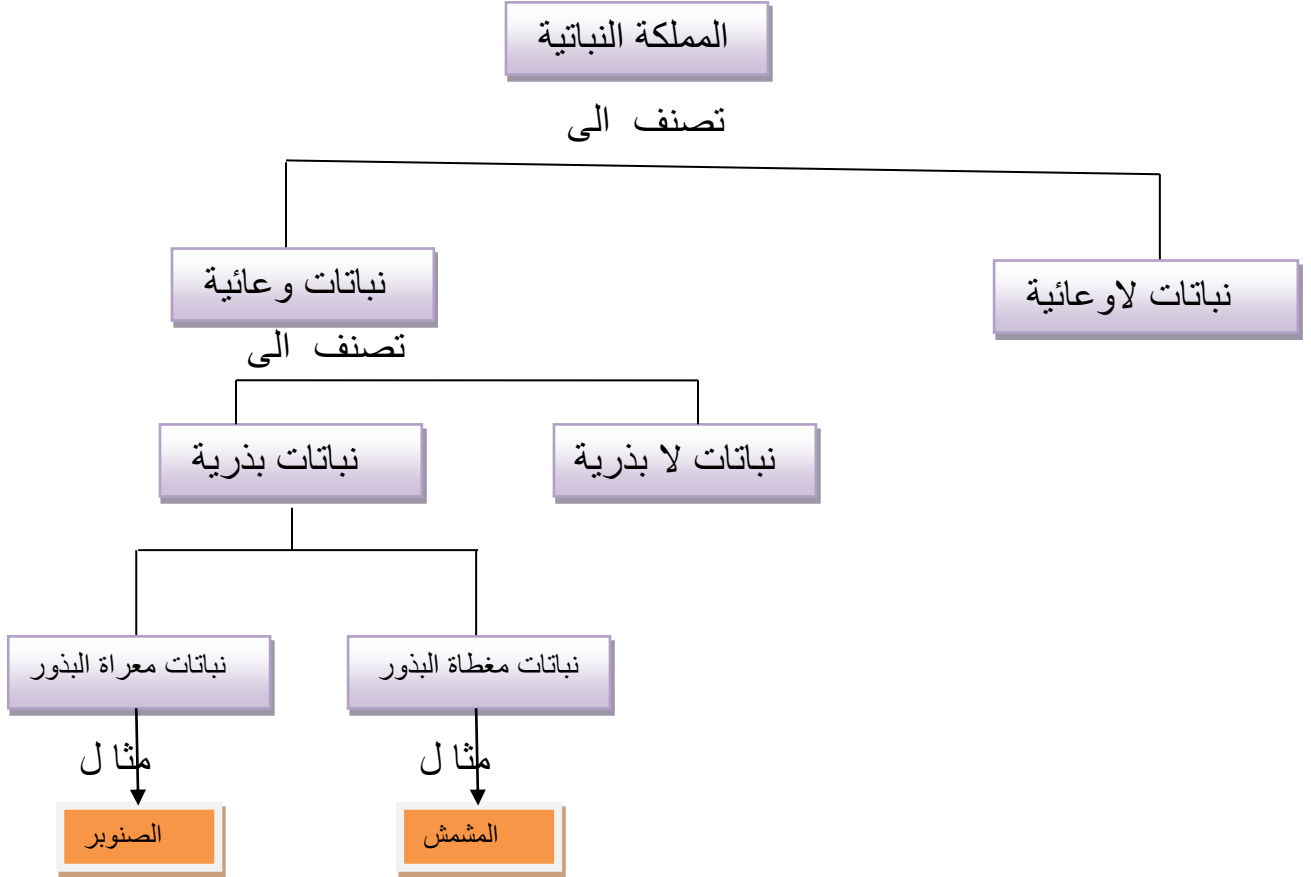 المملكة النباتية
تصنف الى
نباتات لاوعائية
نباتات وعائية
تصنف الى
نباتات لا بذرية
نباتات بذرية
نباتات مغطاة البذور
نباتات معراة البذور
مثا ل
مثا ل
المشمش
الصنوبر